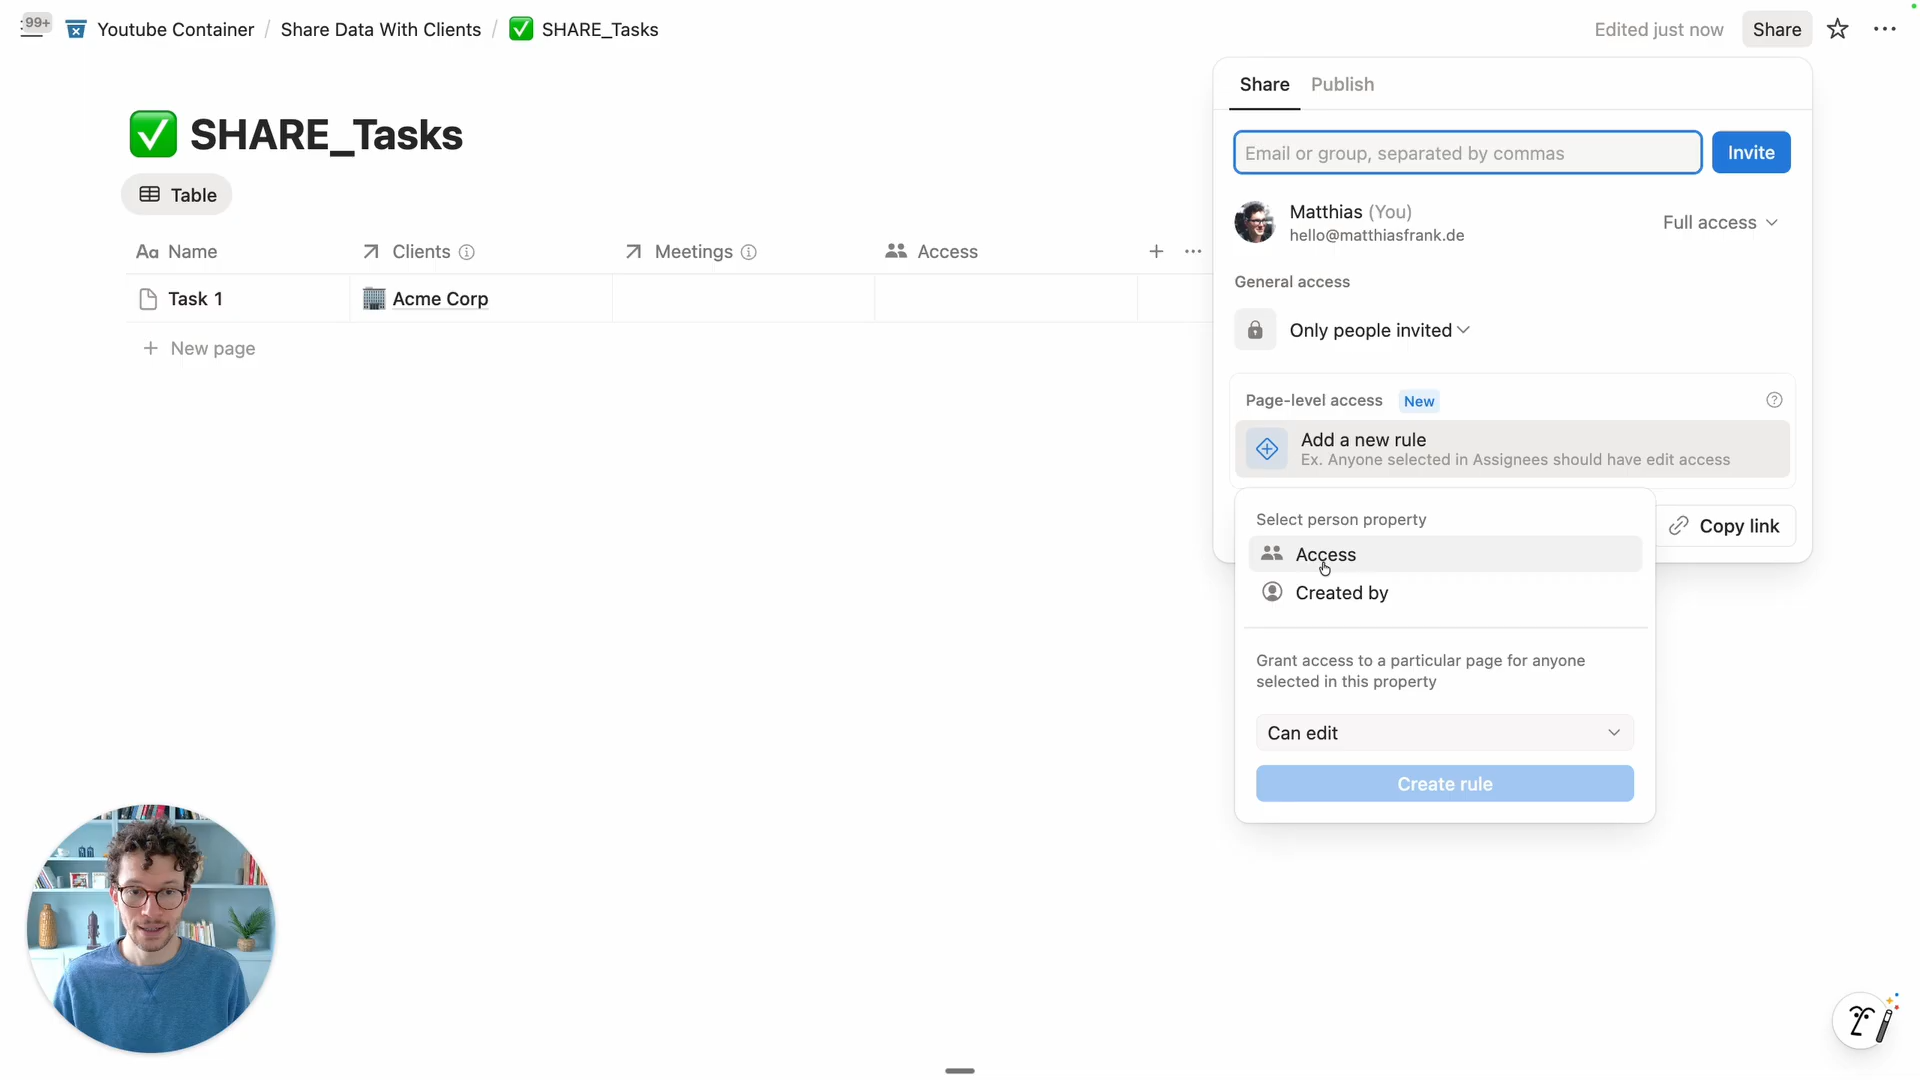 99+
Youtube Container / Share Data With Clients / SHARE_Tasks
Edited just now
Share
Share
Publish
SHARE_Tasks
Email or group, separated by commas
Invite
Table
Matthias (You)
hello@matthiasfrank.de
Full access
Aa Name
Clients
Meetings
Access
General access
Task 1
Acme Corp
Only people invited
New page
Page-level access
New
Add a new rule
Ex. Anyone selected in Assignees should have edit access
Select person property
Copy link
Access
Created by
Grant access to a particular page for anyone
selected in this property
Can edit
Create rule